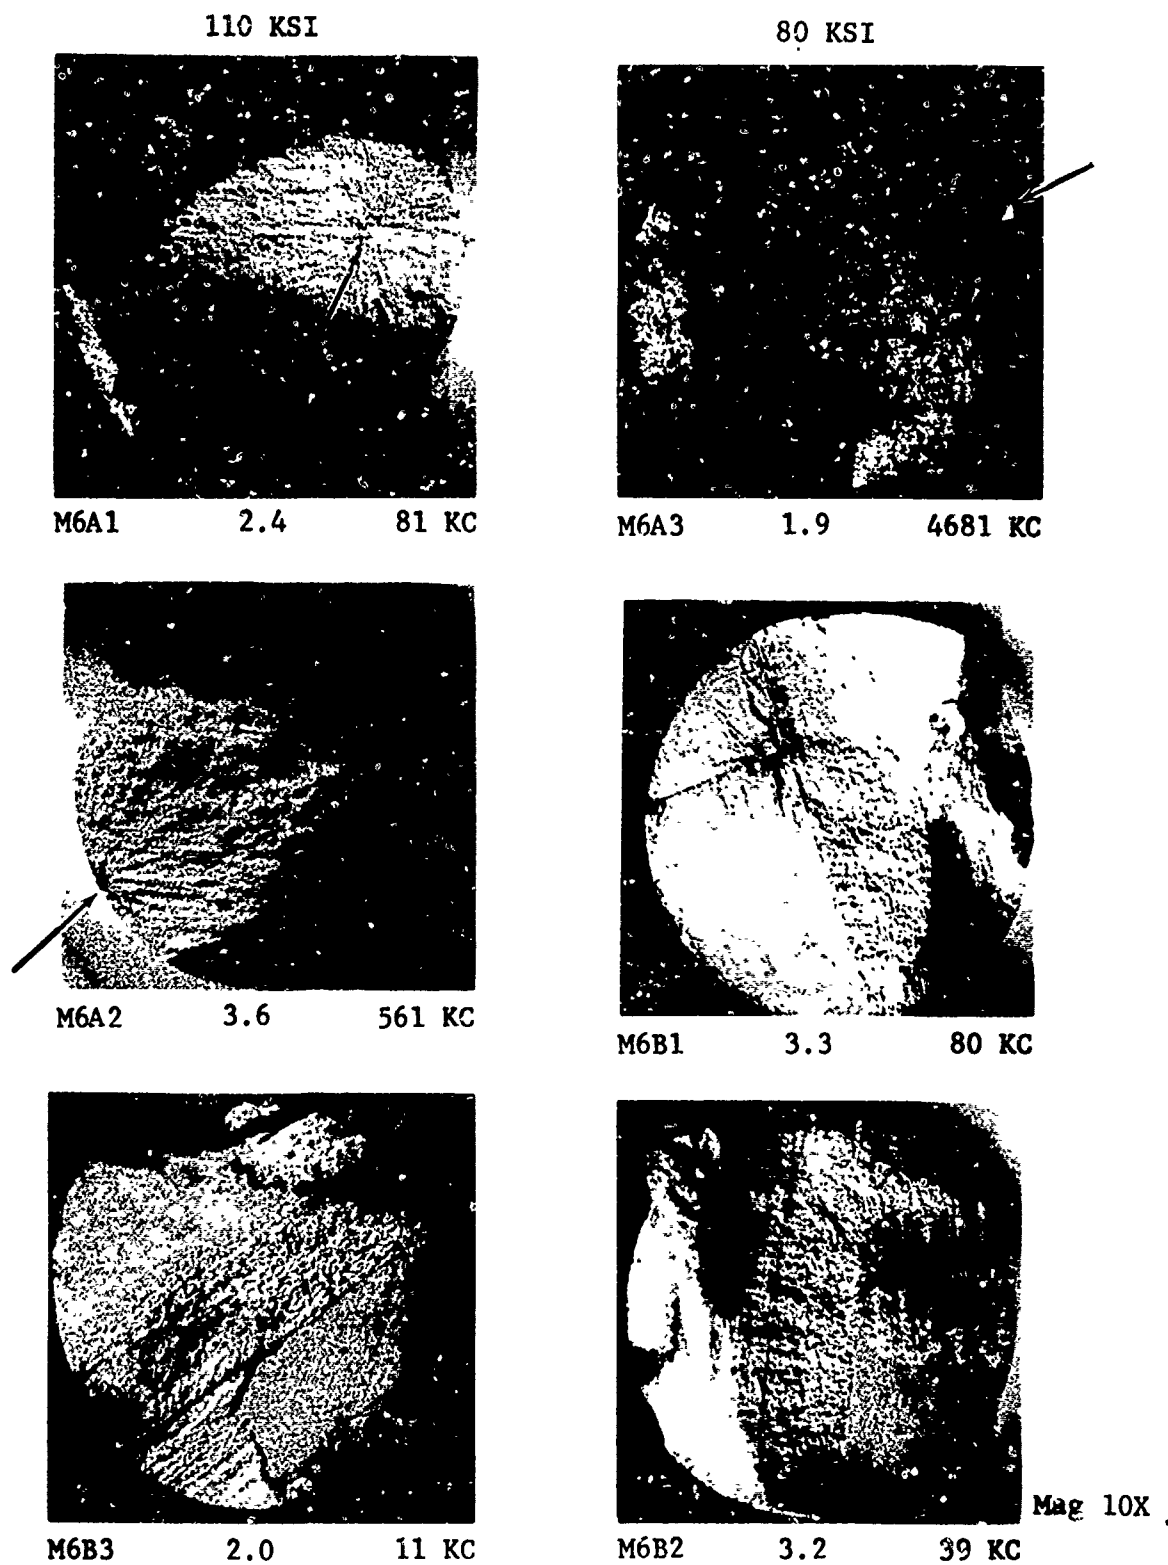 110 KSI
80 KSI
M6A1 2.4 81 KC
M6A3 1.9 4681 KC
M6A2 3.6 561 KC
M6B1 3.3 80 KC
Mag 10X
M6B3 2.0 11 KC
M6B2 3.2 39 KC